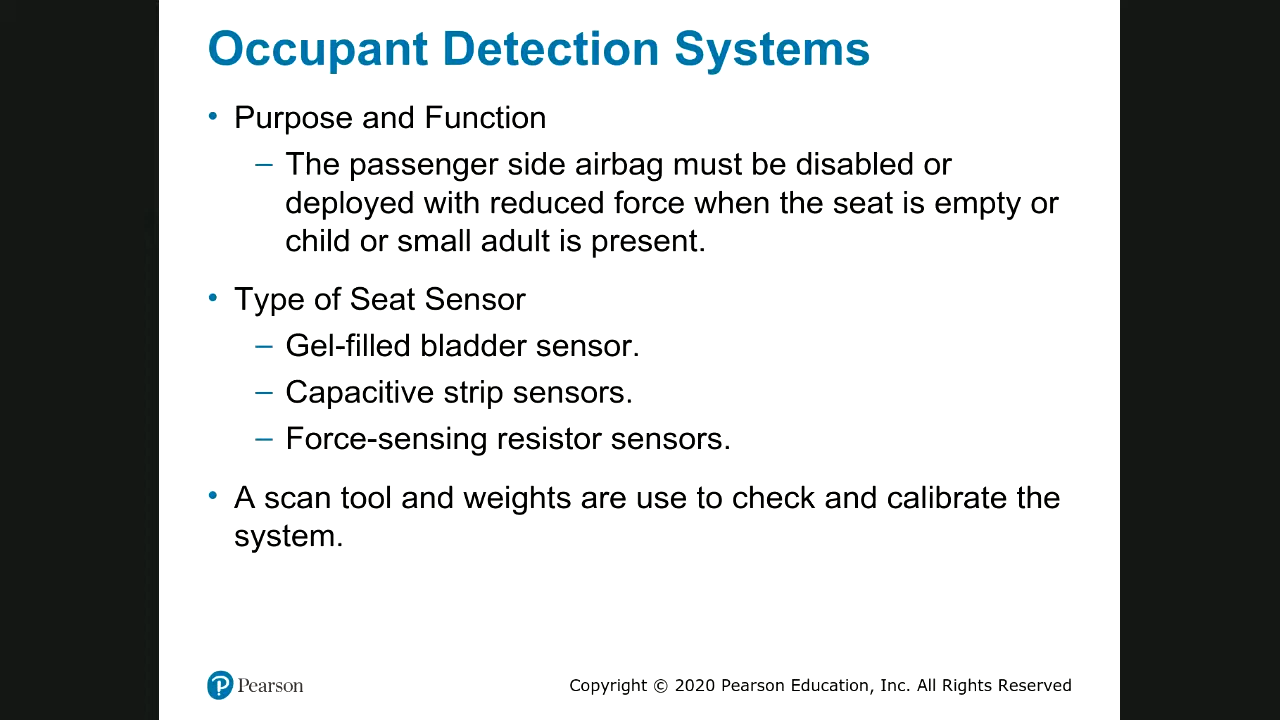 Occupant Detection Systems
• Purpose and Function
– The passenger side airbag must be disabled or
deployed with reduced force when the seat is empty or
child or small adult is present.
• Type of Seat Sensor
– Gel-filled bladder sensor.
– Capacitive strip sensors.
– Force-sensing resistor sensors.
• A scan tool and weights are use to check and calibrate the
system.
Pearson
Copyright © 2020 Pearson Education, Inc. All Rights Reserved